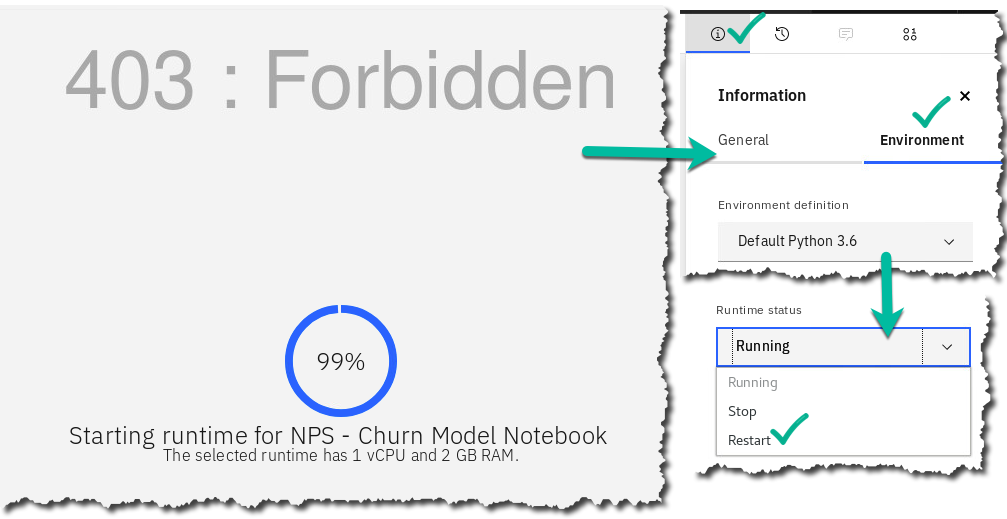 403 : Forbidden
99%
Starting runtime for NPS - Churn Model Notebook
The selected runtime has 1 vCPU and 2 GB RAM.
Information
General
Environment
Environment definition
Default Python 3.6
Runtime status
Running
Running
Stop
Restart